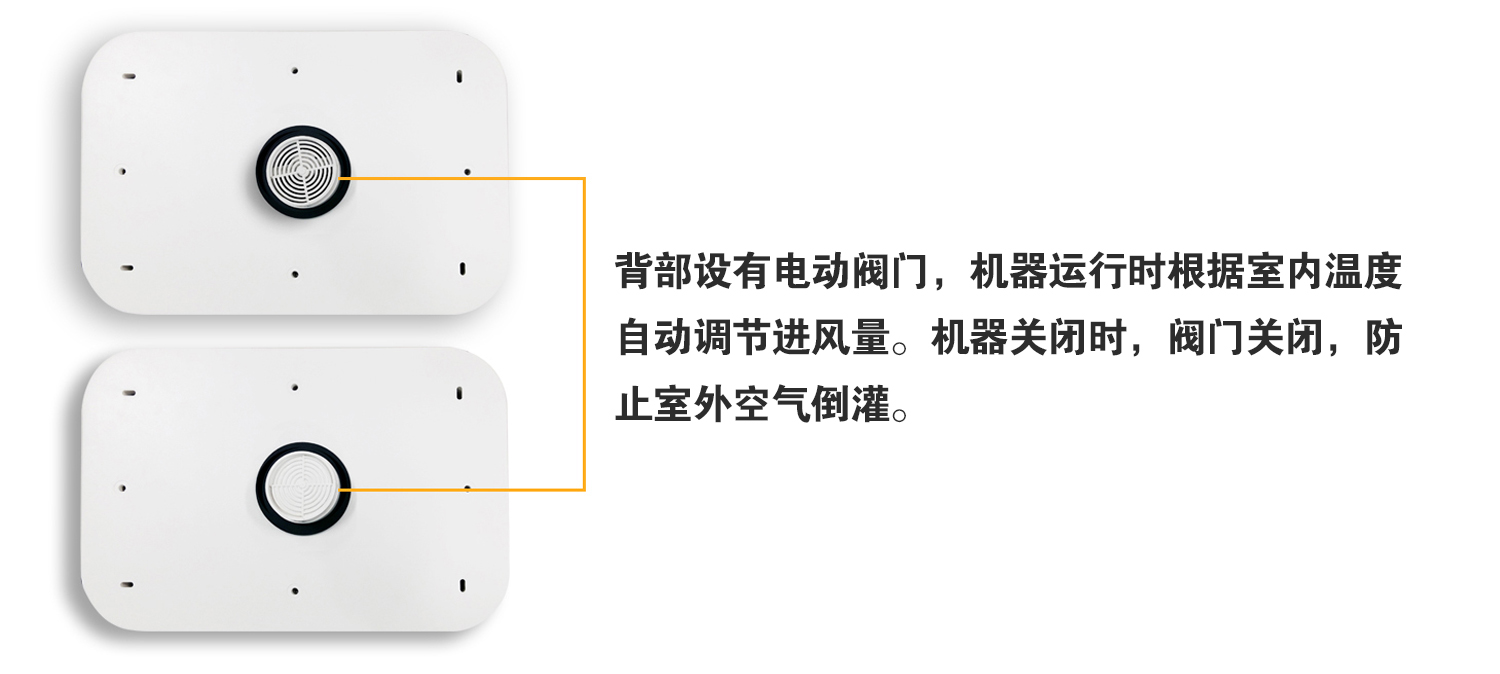 背部设有电动阀门，机器运行时根据室内温度
自动调节进风量。机器关闭时，阀门关闭，防
止室外空气倒灌。